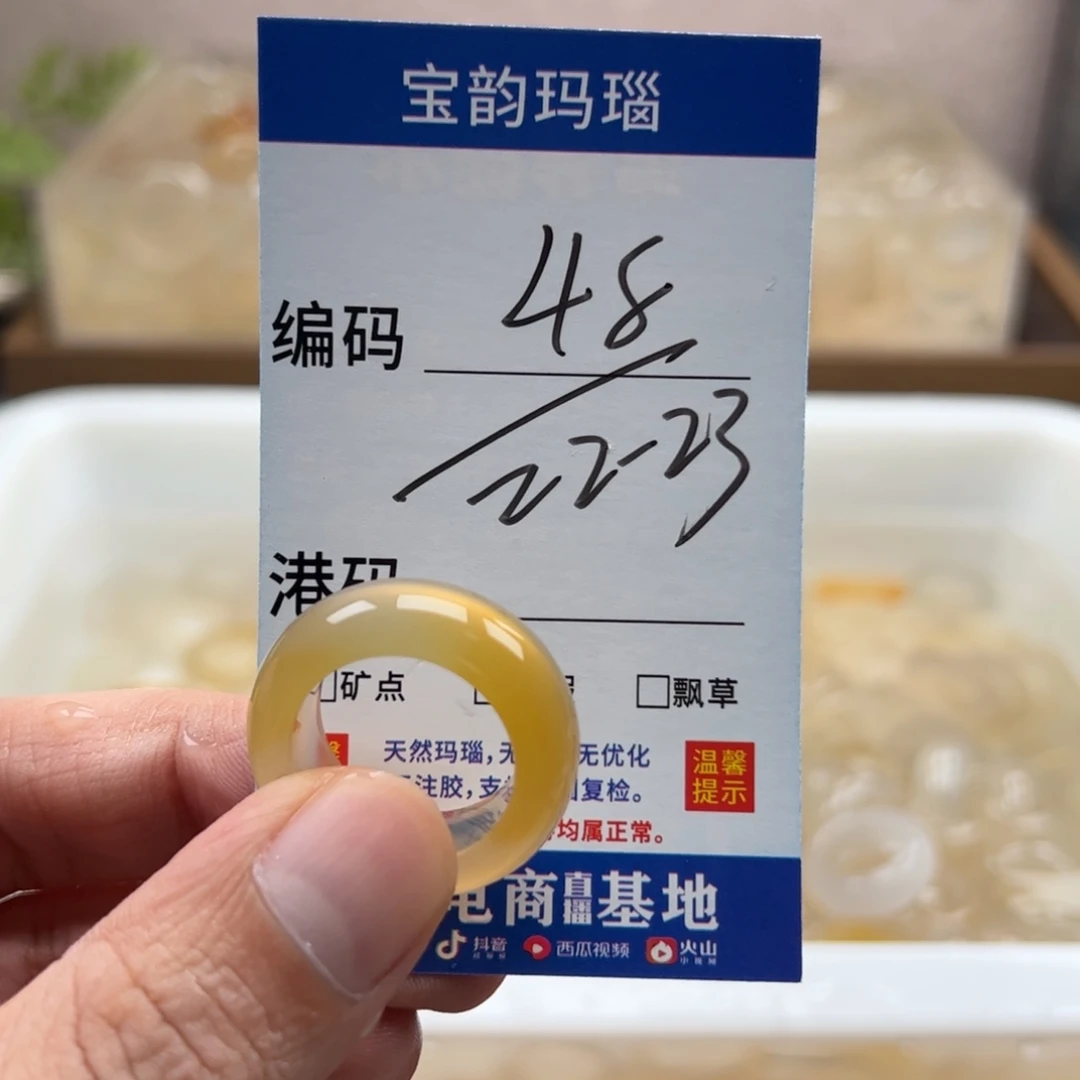 宝韵玛瑙
编码 48
22-23
港码
矿点 飘草
天然玛瑙,无 无优化
注胶,支 复检。
均属正常。
温馨
提示
电商直播基地
抖音 西瓜视频 火山